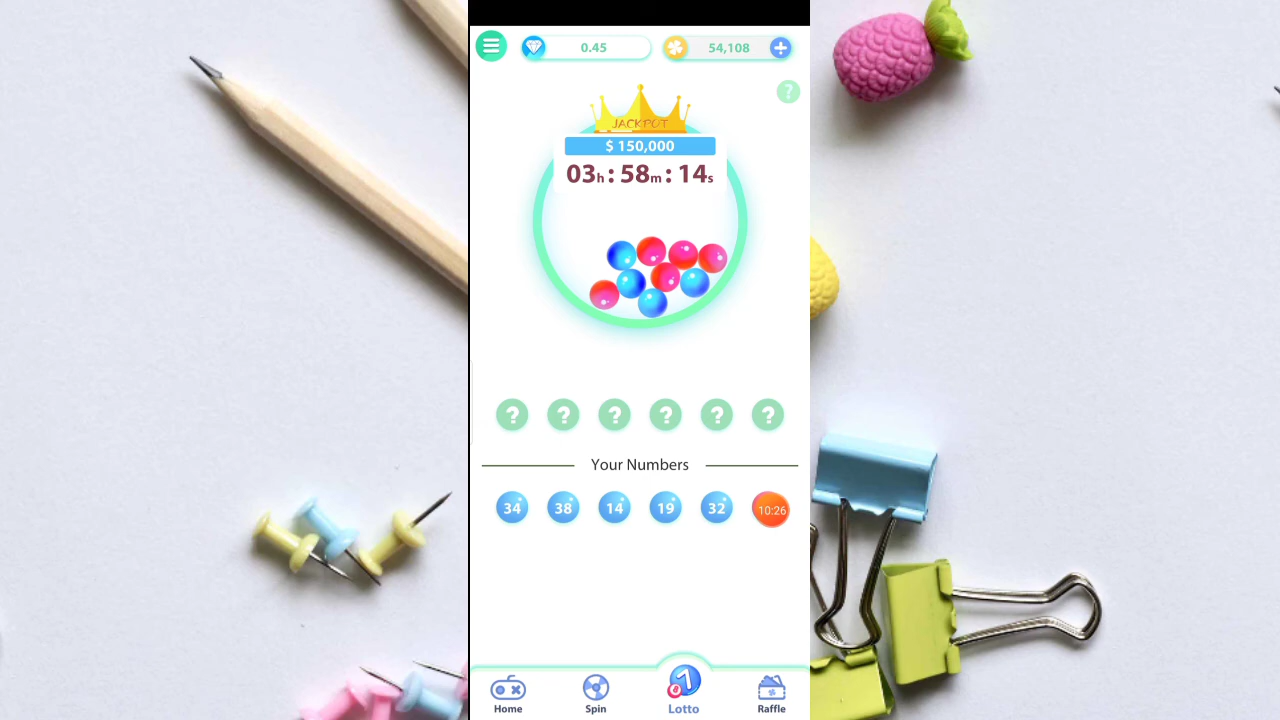 0.45
54,108
?
JACKPOT
$ 150,000
03h : 58m : 14s
? ? ? ? ? ?
Your Numbers
34 38 14 19 32 10:26
Home Spin Lotto Raffle